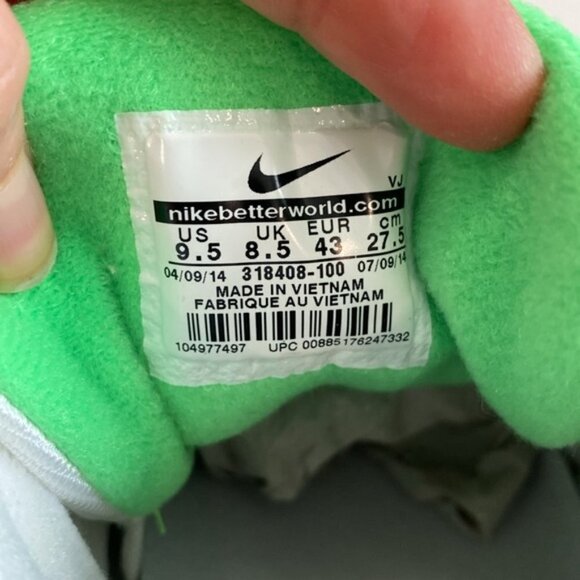 VJ
nikebetterworld.com
US UK EUR cm
9.5 8.5 43 27.5
04/09/14 318408-100 07/09/14
MADE IN VIETNAM
FABRIQUE AU VIETNAM
104977497 UPC 00885176247332